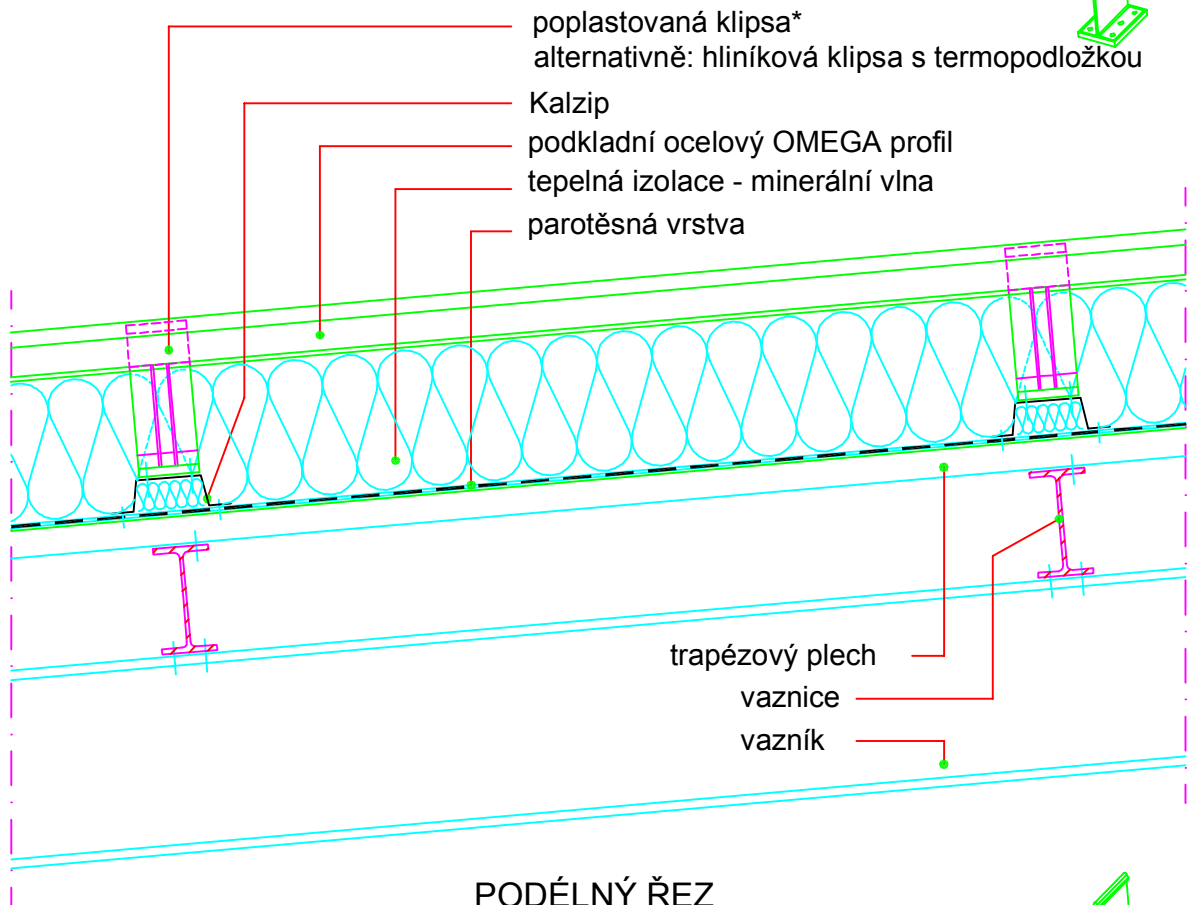 poplastovaná klipsa*
alternativně: hliníková klipsa s termopodložkou
Kalzip
podkladní ocelový OMEGA profil
tepelná izolace - minerální vlna
parotěsná vrstva
trapézový plech
vaznice
vazník
PODÉLNÝ ŘEZ